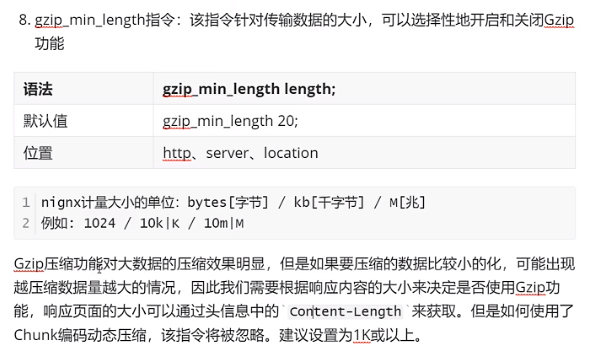 8. gzip_min_length指令：该指令针对传输数据的大小，可以选择性地开启和关闭Gzip
功能
语法 gzip_min_length length;
默认值 gzip_min_length 20;
位置 http、server、location
1 nignx计量大小的单位：bytes[字节] / kb[千字节] / M[兆]
2 例如: 1024 / 10k|K / 10m|M
Gzip压缩功能对大数据的压缩效果明显，但是如果要压缩的数据比较小的化，可能出现
越压缩数据量越大的情况，因此我们需要根据响应内容的大小来决定是否使用Gzip功
能，响应页面的大小可以通过头信息中的`Content-Length`来获取。但是如何使用了
Chunk编码动态压缩，该指令将被忽略。建议设置为1K或以上。